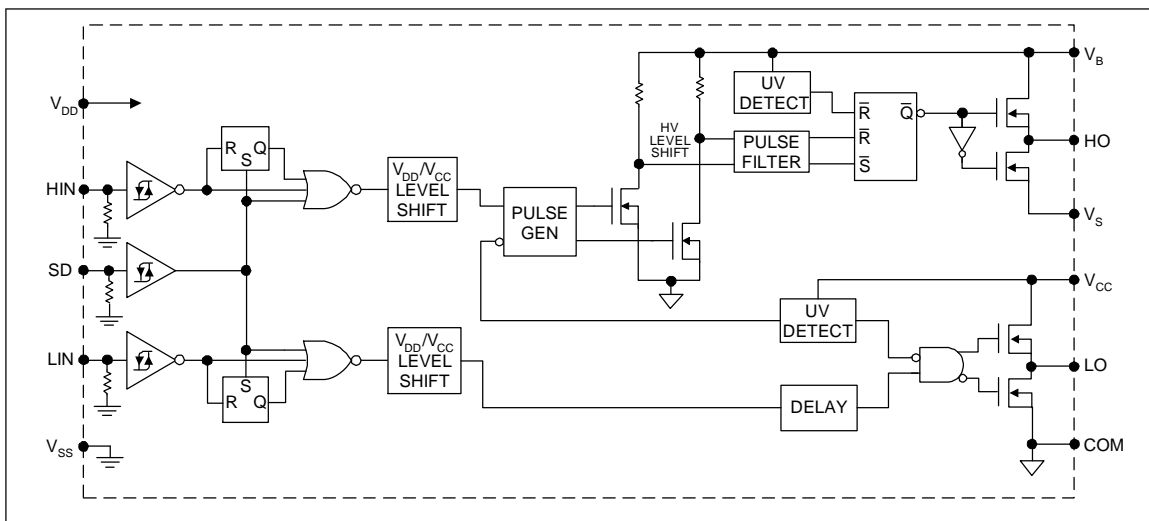 V_B
UV
DETECT
V_DD
R̅
Q̅
HV
LEVEL
SHIFT
R̅
S̅
PULSE
FILTER
HO
R
Q
S
V_DD/V_CC
LEVEL
SHIFT
HIN
PULSE
GEN
V_S
SD
V_CC
UV
DETECT
V_DD/V_CC
LEVEL
SHIFT
LIN
LO
S
R
Q
DELAY
V_SS
COM